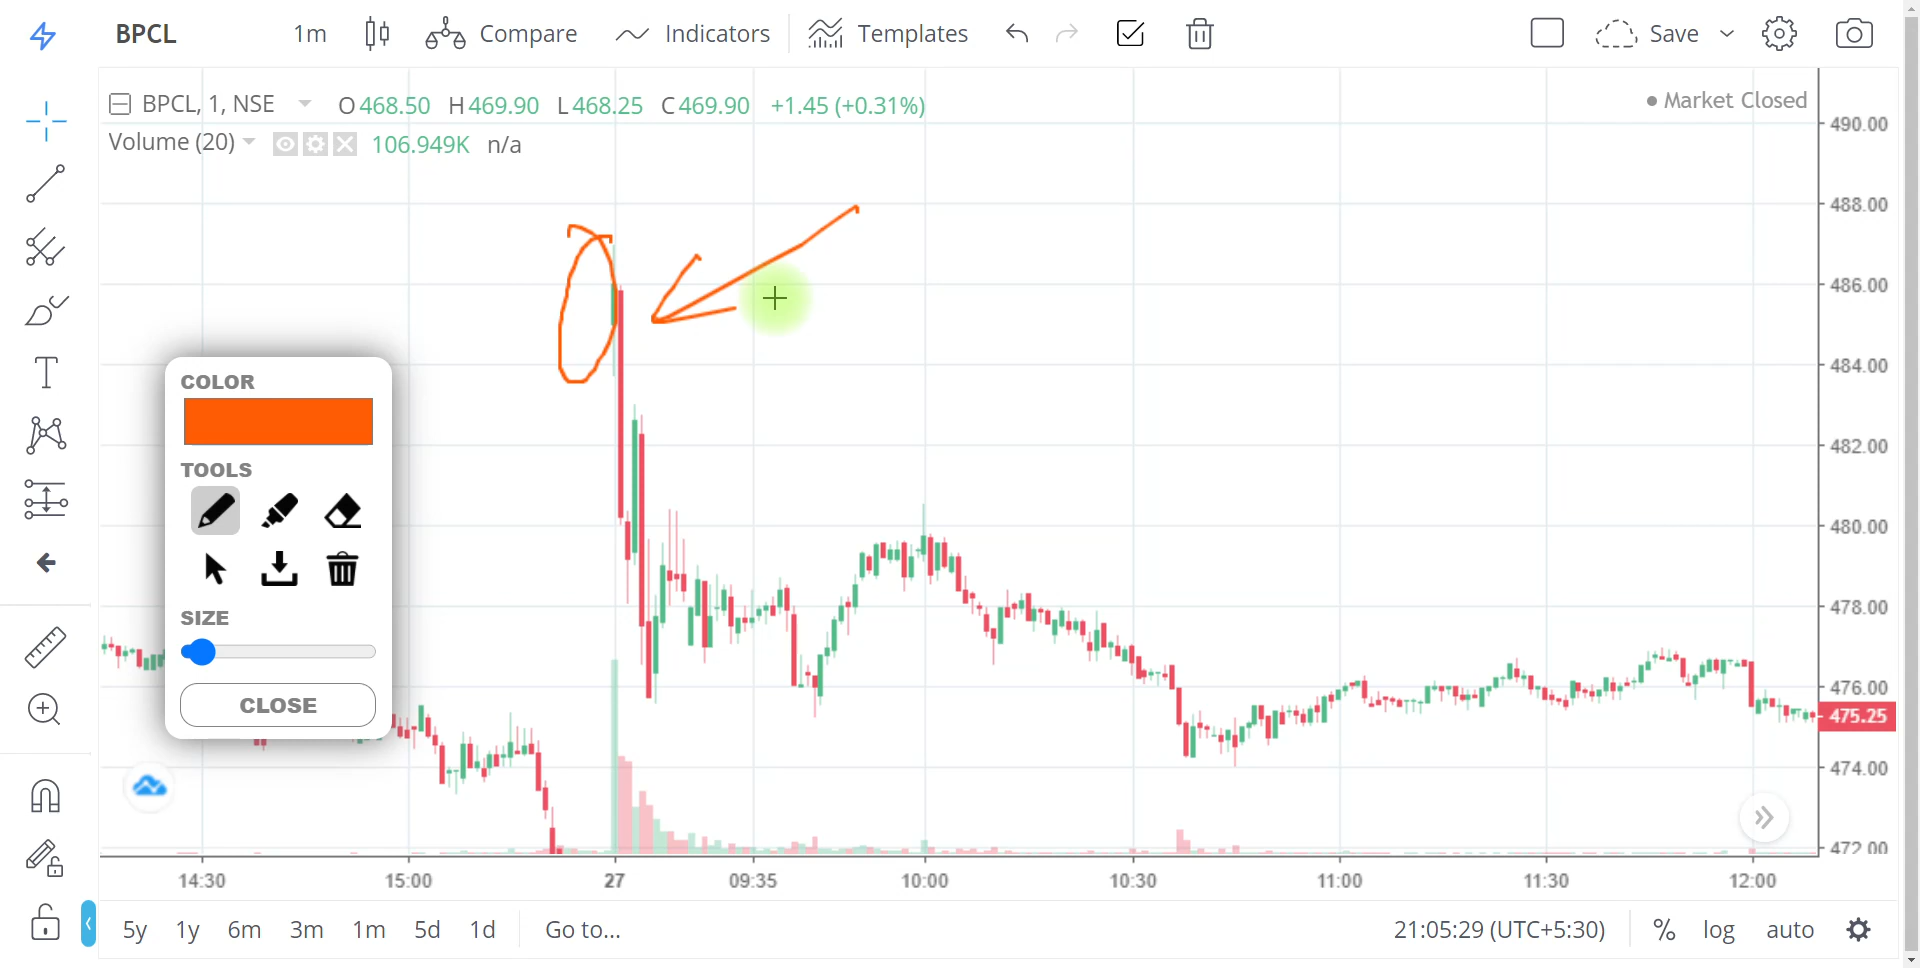 BPCL 1m Compare Indicators Templates Save
BPCL, 1, NSE O468.50 H469.90 L468.25 C469.90 +1.45 (+0.31%) Market Closed
Volume (20) 106.949K n/a
490.00
488.00
486.00
484.00
482.00
480.00
478.00
476.00
475.25
474.00
472.00
COLOR
TOOLS
SIZE
CLOSE
14:30 15:00 27 09:35 10:00 10:30 11:00 11:30 12:00
5y 1y 6m 3m 1m 5d 1d Go to... 21:05:29 (UTC+5:30) % log auto